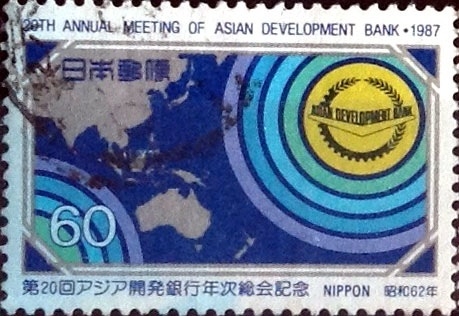 20TH ANNUAL MEETING OF ASIAN DEVELOPMENT BANK・1987
日本郵便
ASIAN DEVELOPMENT BANK
60
第20回アジア開発銀行年次総会記念 NIPPON 昭和62年